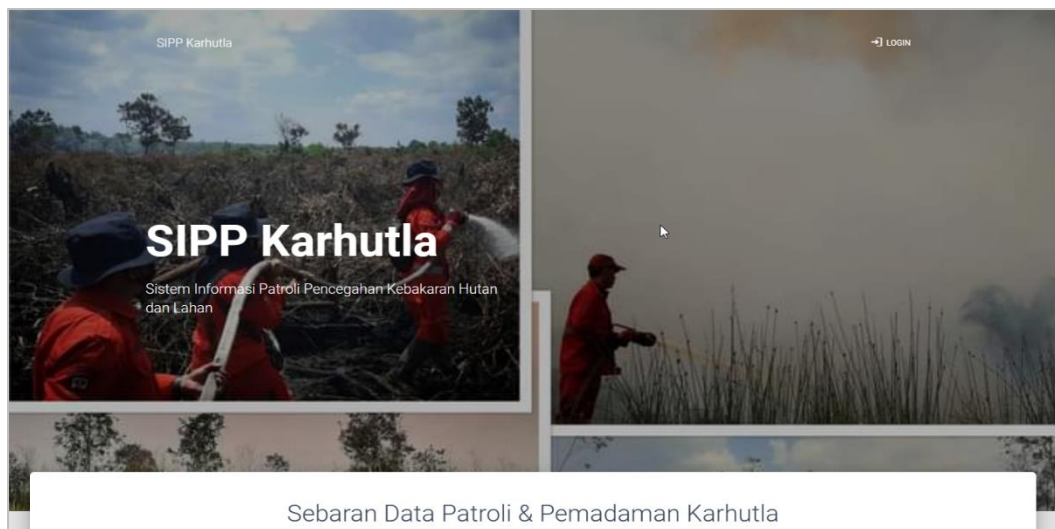 SIPP Karhutla
LOGIN
SIPP Karhutla
Sistem Informasi Patroli Pencegahan Kebakaran Hutan
dan Lahan
Sebaran Data Patroli & Pemadaman Karhutla